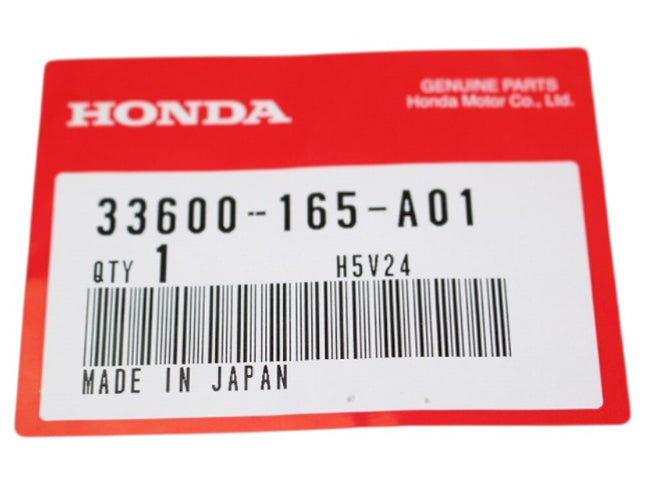 HONDA
GENUINE PARTS
Honda Motor Co., Ltd.
33600-165-A01
QTY 1 H5V24
MADE IN JAPAN